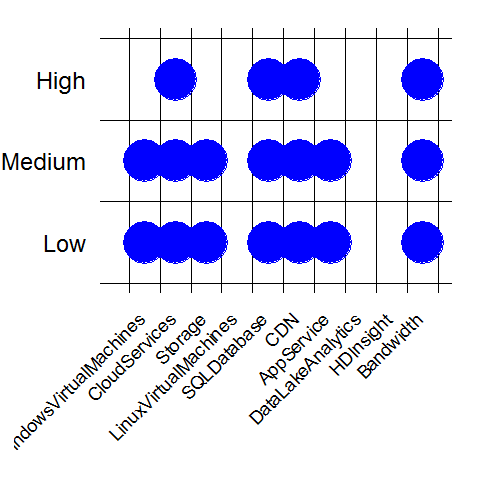 High
Medium
Low
ndowsVirtualMachines
CloudServices
Storage
LinuxVirtualMachines
SQLDatabase
CDN
AppService
DataLakeAnalytics
HDInsight
Bandwidth